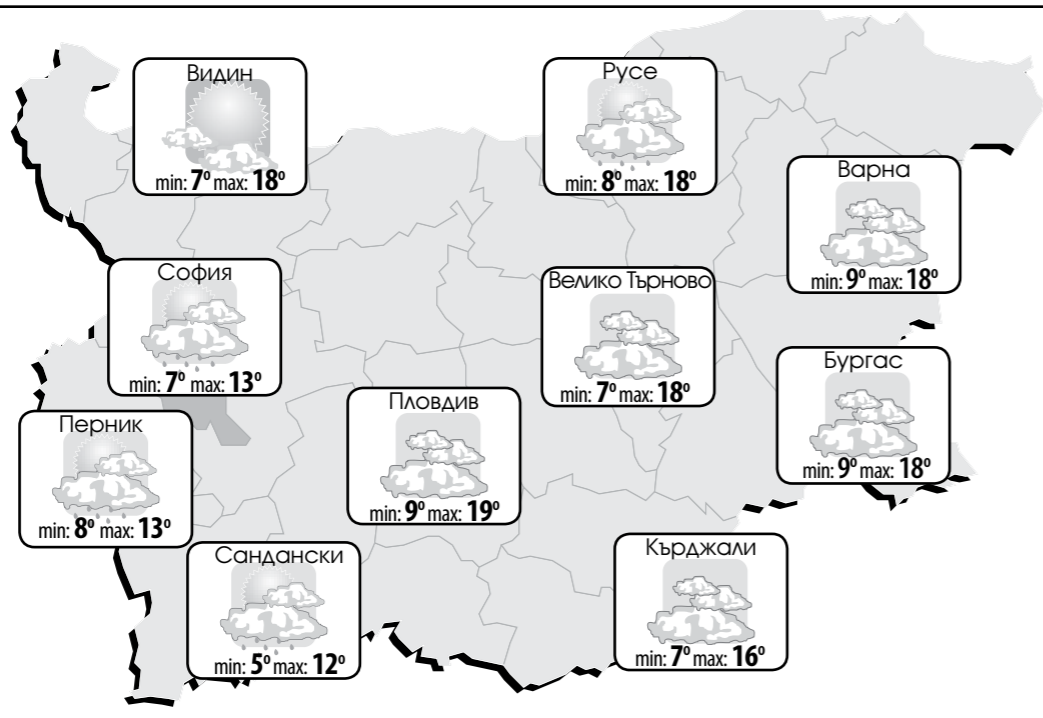 Видин
min: 7° max: 18°
Русе
min: 8° max: 18°
Варна
min: 9° max: 18°
София
min: 7° max: 13°
Велико Търново
min: 7° max: 18°
Бургас
min: 9° max: 18°
Пловдив
min: 9° max: 19°
Перник
min: 8° max: 13°
Сандански
min: 5° max: 12°
Кърджали
min: 7° max: 16°